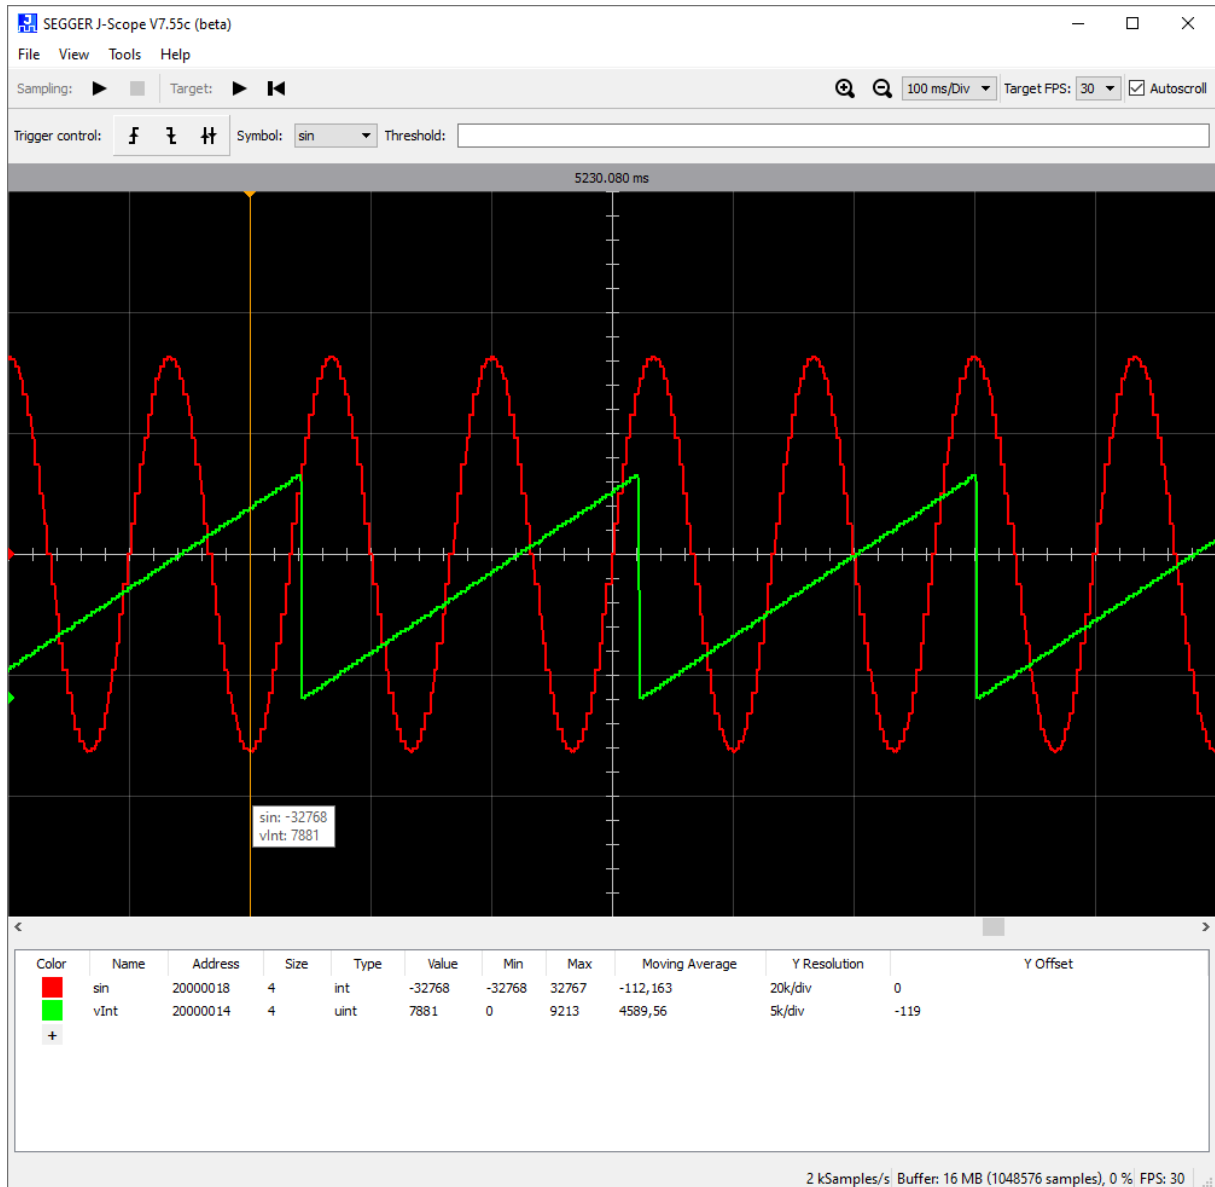 SEGGER J-Scope V7.55c (beta)
File View Tools Help
Sampling: Target: 100 ms/Div Target FPS: 30 Autoscroll
Trigger control: Symbol: sin Threshold:
5230.080 ms
sin: -32768
vInt: 7881
Color Name Address Size Type Value Min Max Moving Average Y Resolution Y Offset
sin 20000018 4 int -32768 -32768 32767 -112,163 20k/div 0
vInt 20000014 4 uint 7881 0 9213 4589,56 5k/div -119
+
2 kSamples/s Buffer: 16 MB (1048576 samples), 0 % FPS: 30